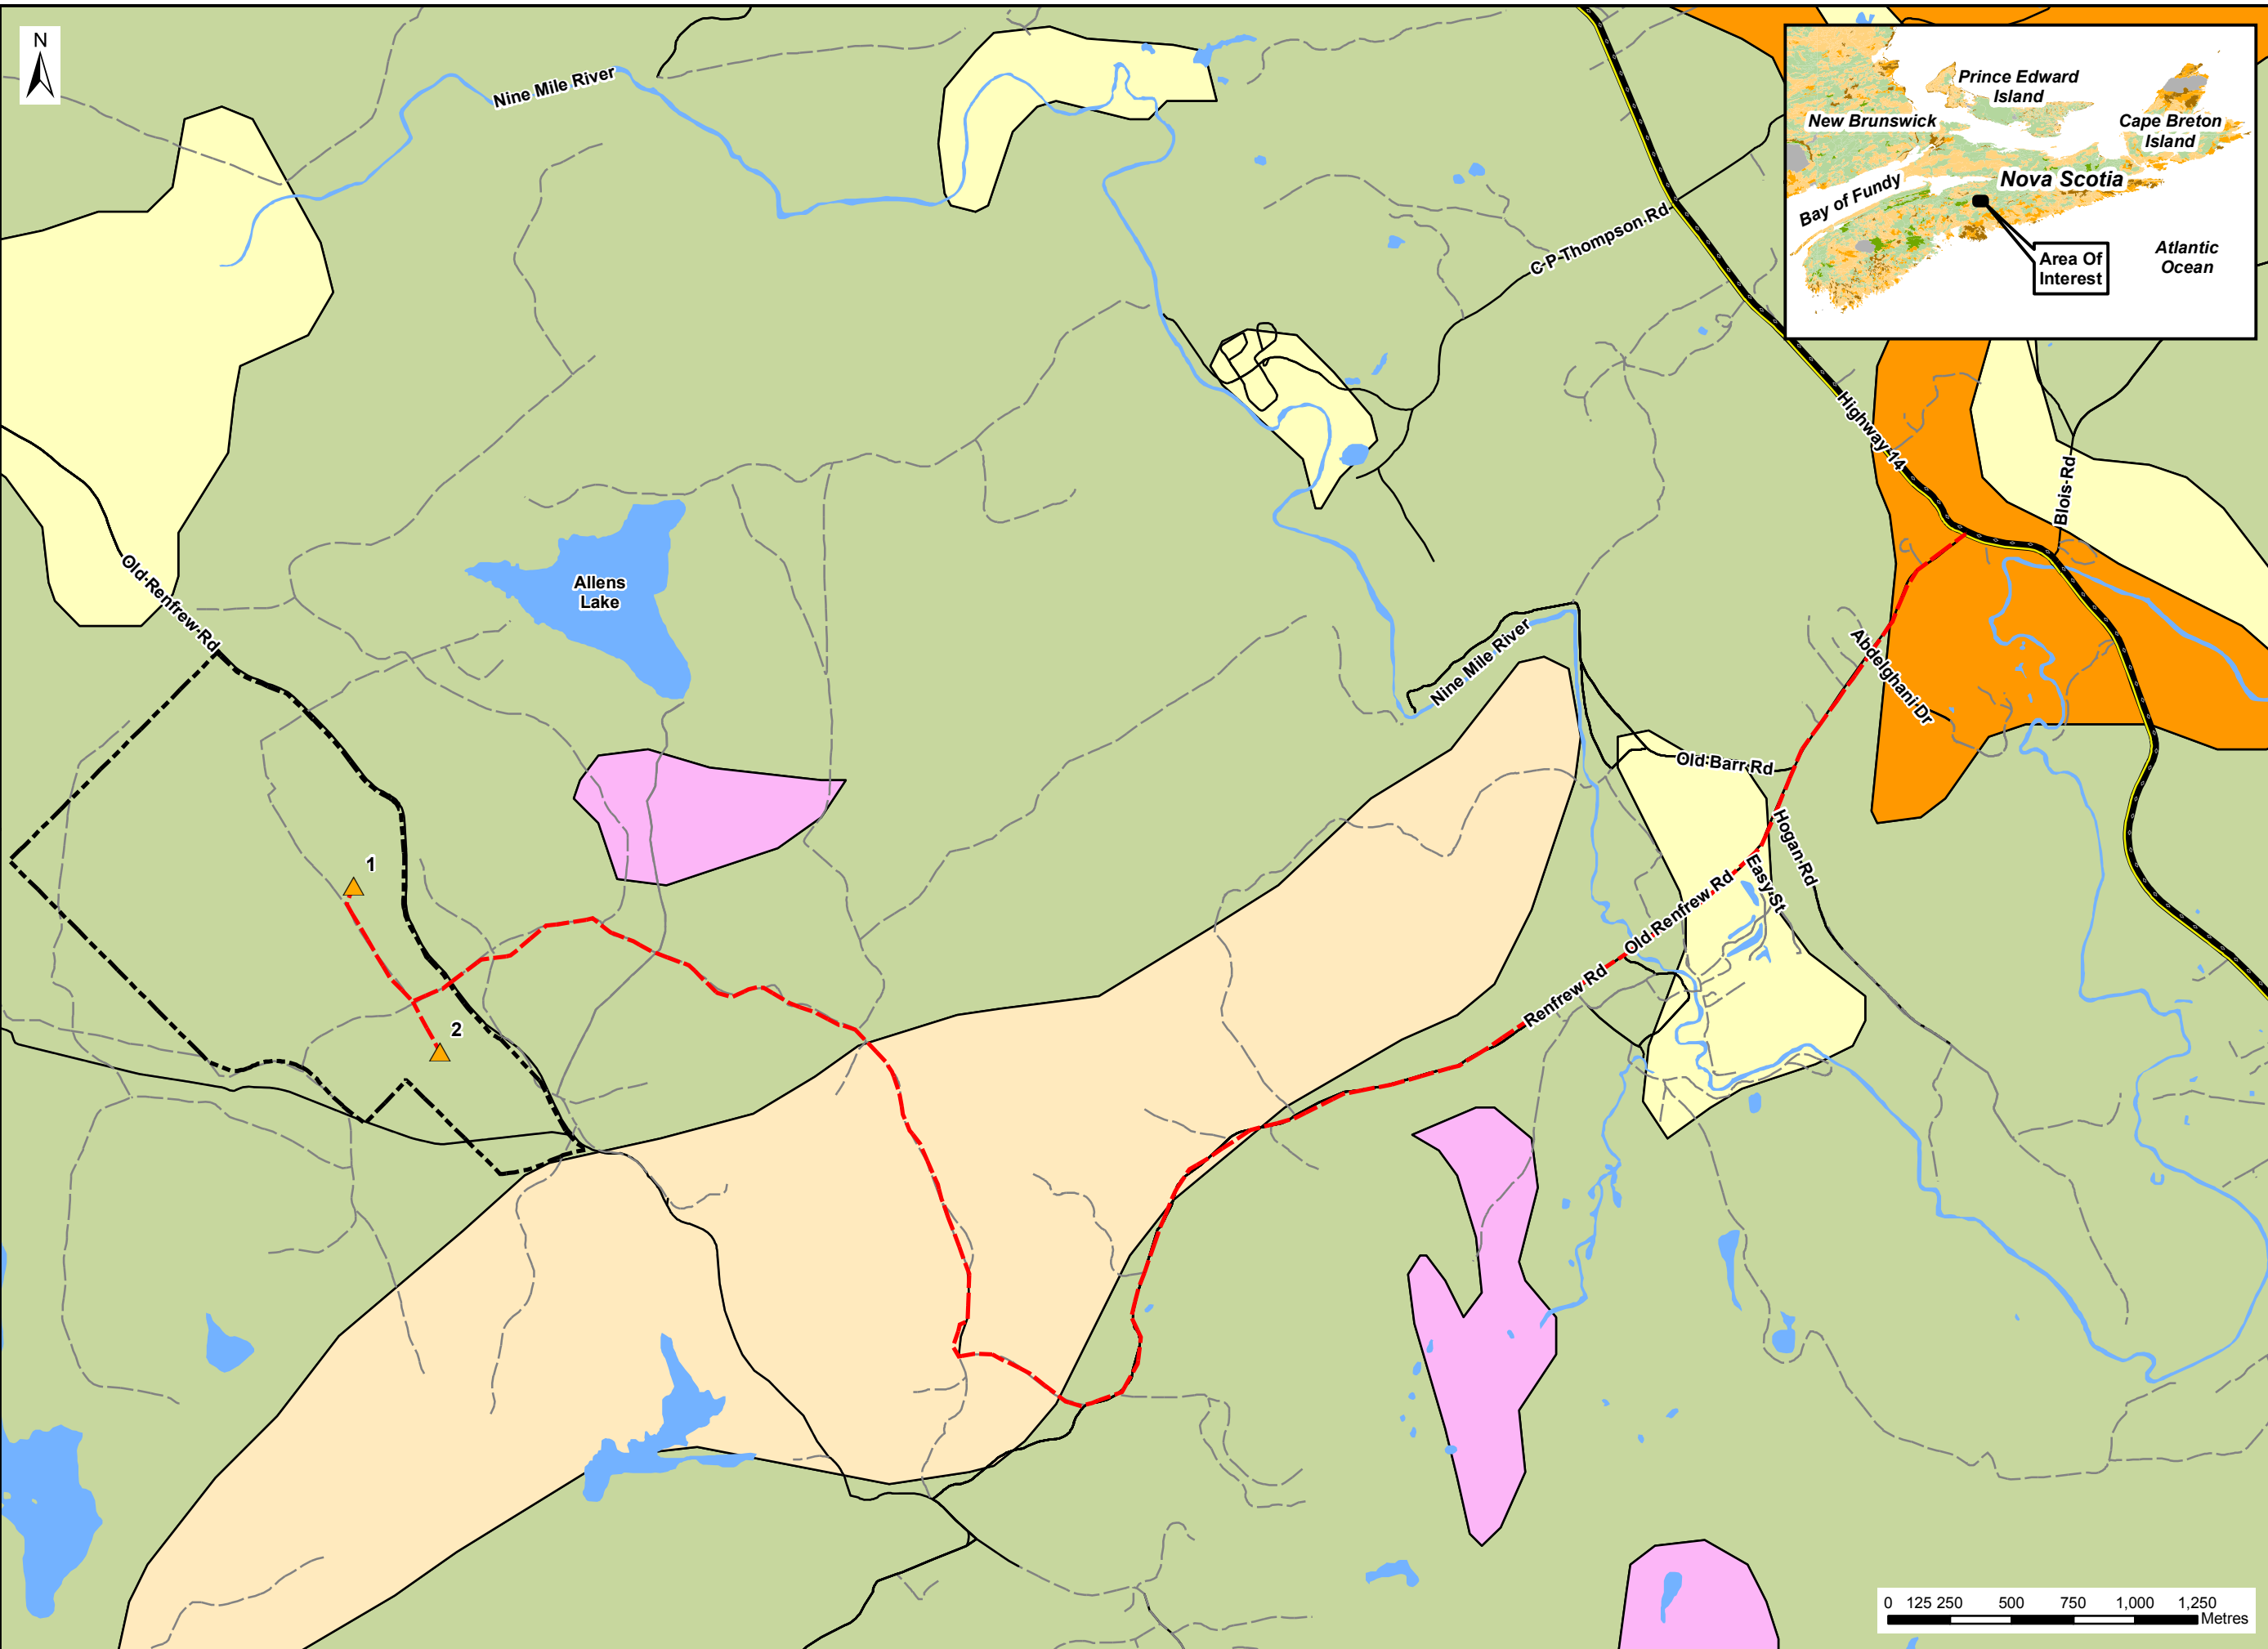 N
Nine Mile River
Prince Edward
Island
New Brunswick
Cape Breton
Island
Nova Scotia
Bay of Fundy
Atlantic
Ocean
Area Of
Interest
C-P-Thompson-Rd
Highway-14
Blois-Rd
Old-Renfrew-Rd
Allens
Lake
Nine Mile River
Abdelghani-Dr
Old-Barr-Rd
Hogan-Rd
Easy-St
Old-Renfrew-Rd
Renfrew-Rd
1
2
0 125 250 500 750 1,000 1,250
Metres